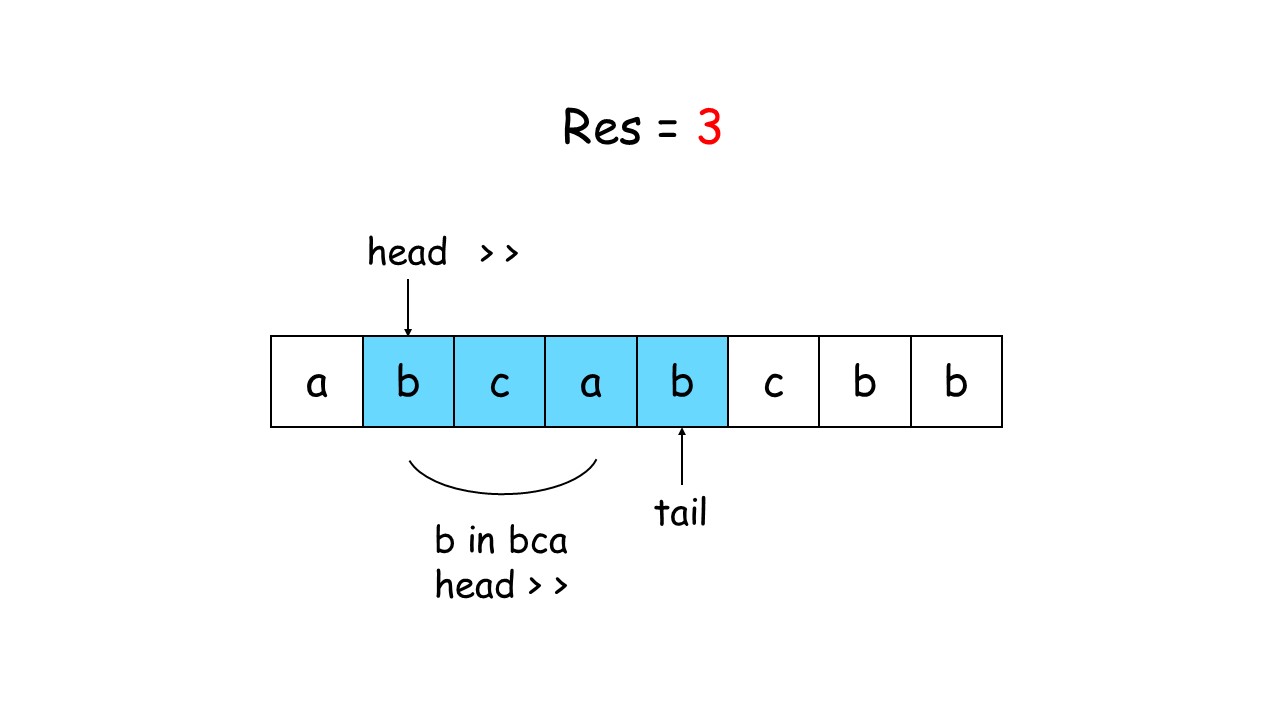 Res = 3
head > >
a b c a b c b b
tail
b in bca
head > >